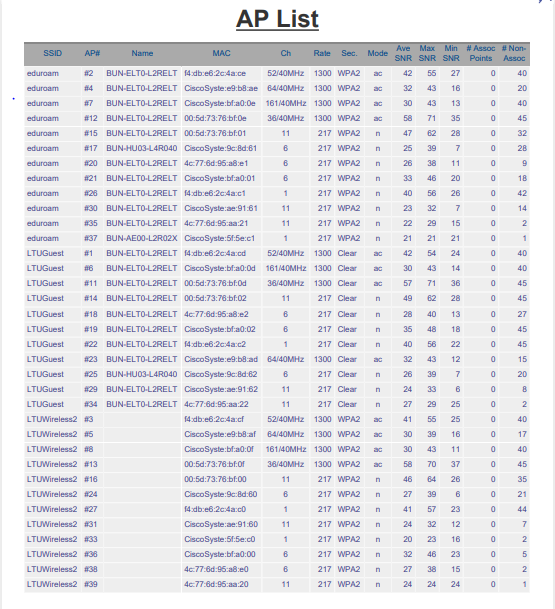 AP List
SSID AP# Name MAC Ch Rate Sec. Mode Ave SNR Max SNR Min SNR # Assoc Points # Non-Assoc
eduroam #2 BUN-ELT0-L2RELT f4:db:e6:2c:4a:ce 52/40MHz 1300 WPA2 ac 42 55 27 0 40
eduroam #4 BUN-ELT0-L2RELT CiscoSyste:e9:b8:ae 64/40MHz 1300 WPA2 ac 32 43 16 0 20
eduroam #7 BUN-ELT0-L2RELT CiscoSyste:bf:a0:0e 161/40MHz 1300 WPA2 ac 30 43 13 0 40
eduroam #12 BUN-ELT0-L2RELT 00:5d:73:76:bf:0e 36/40MHz 1300 WPA2 ac 58 71 35 0 45
eduroam #15 BUN-ELT0-L2RELT 00:5d:73:76:bf:01 11 217 WPA2 n 47 62 28 0 32
eduroam #17 BUN-HU03-L4R040 CiscoSyste:9c:8d:61 6 217 WPA2 n 25 39 7 0 28
eduroam #20 BUN-ELT0-L2RELT 4c:77:6d:95:a8:e1 6 217 WPA2 n 26 38 11 0 9
eduroam #21 BUN-ELT0-L2RELT CiscoSyste:bf:a0:01 6 217 WPA2 n 33 46 20 0 18
eduroam #26 BUN-ELT0-L2RELT f4:db:e6:2c:4a:c1 1 217 WPA2 n 40 56 26 0 42
eduroam #30 BUN-ELT0-L2RELT CiscoSyste:ae:91:61 11 217 WPA2 n 23 32 7 0 14
eduroam #35 BUN-ELT0-L2RELT 4c:77:6d:95:aa:21 11 217 WPA2 n 22 29 15 0 2
eduroam #37 BUN-AE00-L2R02X CiscoSyste:5f:5e:c1 1 217 WPA2 n 21 21 21 0 1
LTUGuest #1 BUN-ELT0-L2RELT f4:db:e6:2c:4a:cd 52/40MHz 1300 Clear ac 42 54 24 0 40
LTUGuest #6 BUN-ELT0-L2RELT CiscoSyste:bf:a0:0d 161/40MHz 1300 Clear ac 30 43 14 0 40
LTUGuest #11 BUN-ELT0-L2RELT 00:5d:73:76:bf:0d 36/40MHz 1300 Clear ac 57 71 36 0 45
LTUGuest #14 BUN-ELT0-L2RELT 00:5d:73:76:bf:02 11 217 Clear n 49 62 28 0 45
LTUGuest #18 BUN-ELT0-L2RELT 4c:77:6d:95:a8:e2 6 217 Clear n 28 40 13 0 27
LTUGuest #19 BUN-ELT0-L2RELT CiscoSyste:bf:a0:02 6 217 Clear n 35 48 18 0 45
LTUGuest #22 BUN-ELT0-L2RELT f4:db:e6:2c:4a:c2 1 217 Clear n 40 56 22 0 45
LTUGuest #23 BUN-ELT0-L2RELT CiscoSyste:e9:b8:ad 64/40MHz 1300 Clear ac 32 43 12 0 15
LTUGuest #25 BUN-HU03-L4R040 CiscoSyste:9c:8d:62 6 217 Clear n 26 39 7 0 20
LTUGuest #29 BUN-ELT0-L2RELT CiscoSyste:ae:91:62 11 217 Clear n 24 33 6 0 8
LTUGuest #34 BUN-ELT0-L2RELT 4c:77:6d:95:aa:22 11 217 Clear n 27 29 25 0 2
LTUWireless2 #3 f4:db:e6:2c:4a:cf 52/40MHz 1300 WPA2 ac 41 55 25 0 40
LTUWireless2 #5 CiscoSyste:e9:b8:af 64/40MHz 1300 WPA2 ac 30 39 16 0 17
LTUWireless2 #8 CiscoSyste:bf:a0:0f 161/40MHz 1300 WPA2 ac 30 43 11 0 40
LTUWireless2 #13 00:5d:73:76:bf:0f 36/40MHz 1300 WPA2 ac 58 70 37 0 45
LTUWireless2 #16 00:5d:73:76:bf:00 11 217 WPA2 n 46 64 26 0 35
LTUWireless2 #24 CiscoSyste:9c:8d:60 6 217 WPA2 n 27 39 6 0 21
LTUWireless2 #27 f4:db:e6:2c:4a:c0 1 217 WPA2 n 41 57 23 0 44
LTUWireless2 #31 CiscoSyste:ae:91:60 11 217 WPA2 n 24 32 12 0 7
LTUWireless2 #33 CiscoSyste:5f:5e:c0 1 217 WPA2 n 20 23 16 0 2
LTUWireless2 #36 CiscoSyste:bf:a0:00 6 217 WPA2 n 32 46 23 0 5
LTUWireless2 #38 4c:77:6d:95:a8:e0 6 217 WPA2 n 27 38 15 0 2
LTUWireless2 #39 4c:77:6d:95:aa:20 11 217 WPA2 n 24 24 24 0 1